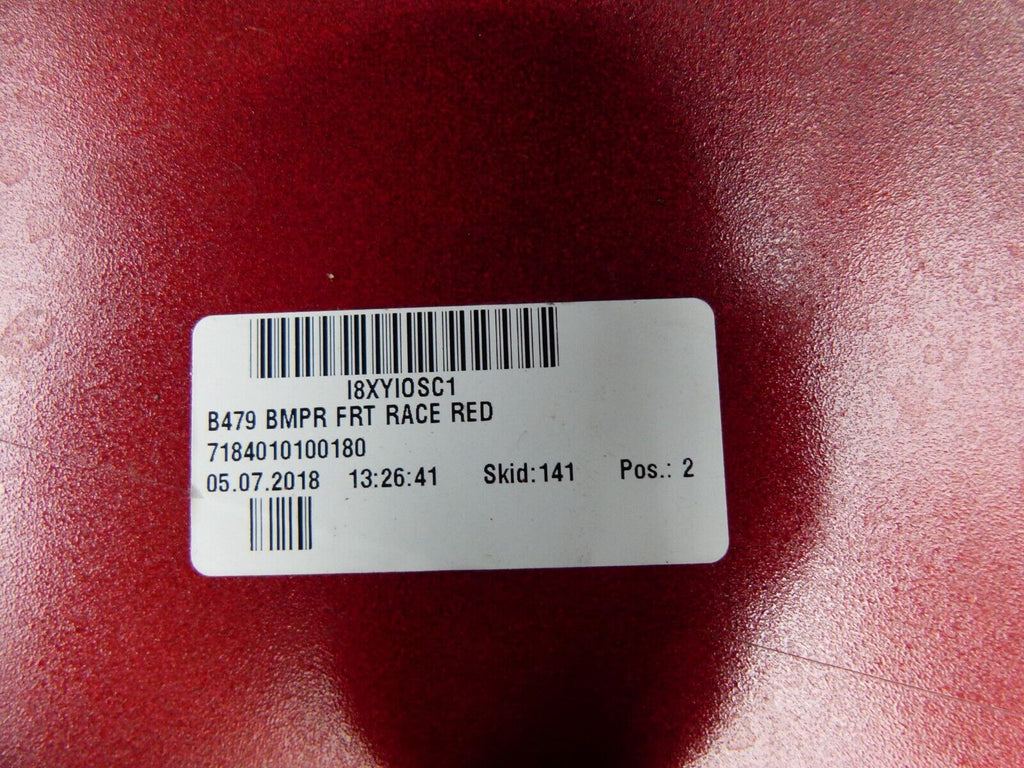 I8XYIOSC1
B479 BMPR FRT RACE RED
7184010100180
05.07.2018 13:26:41 Skid:141 Pos.: 2